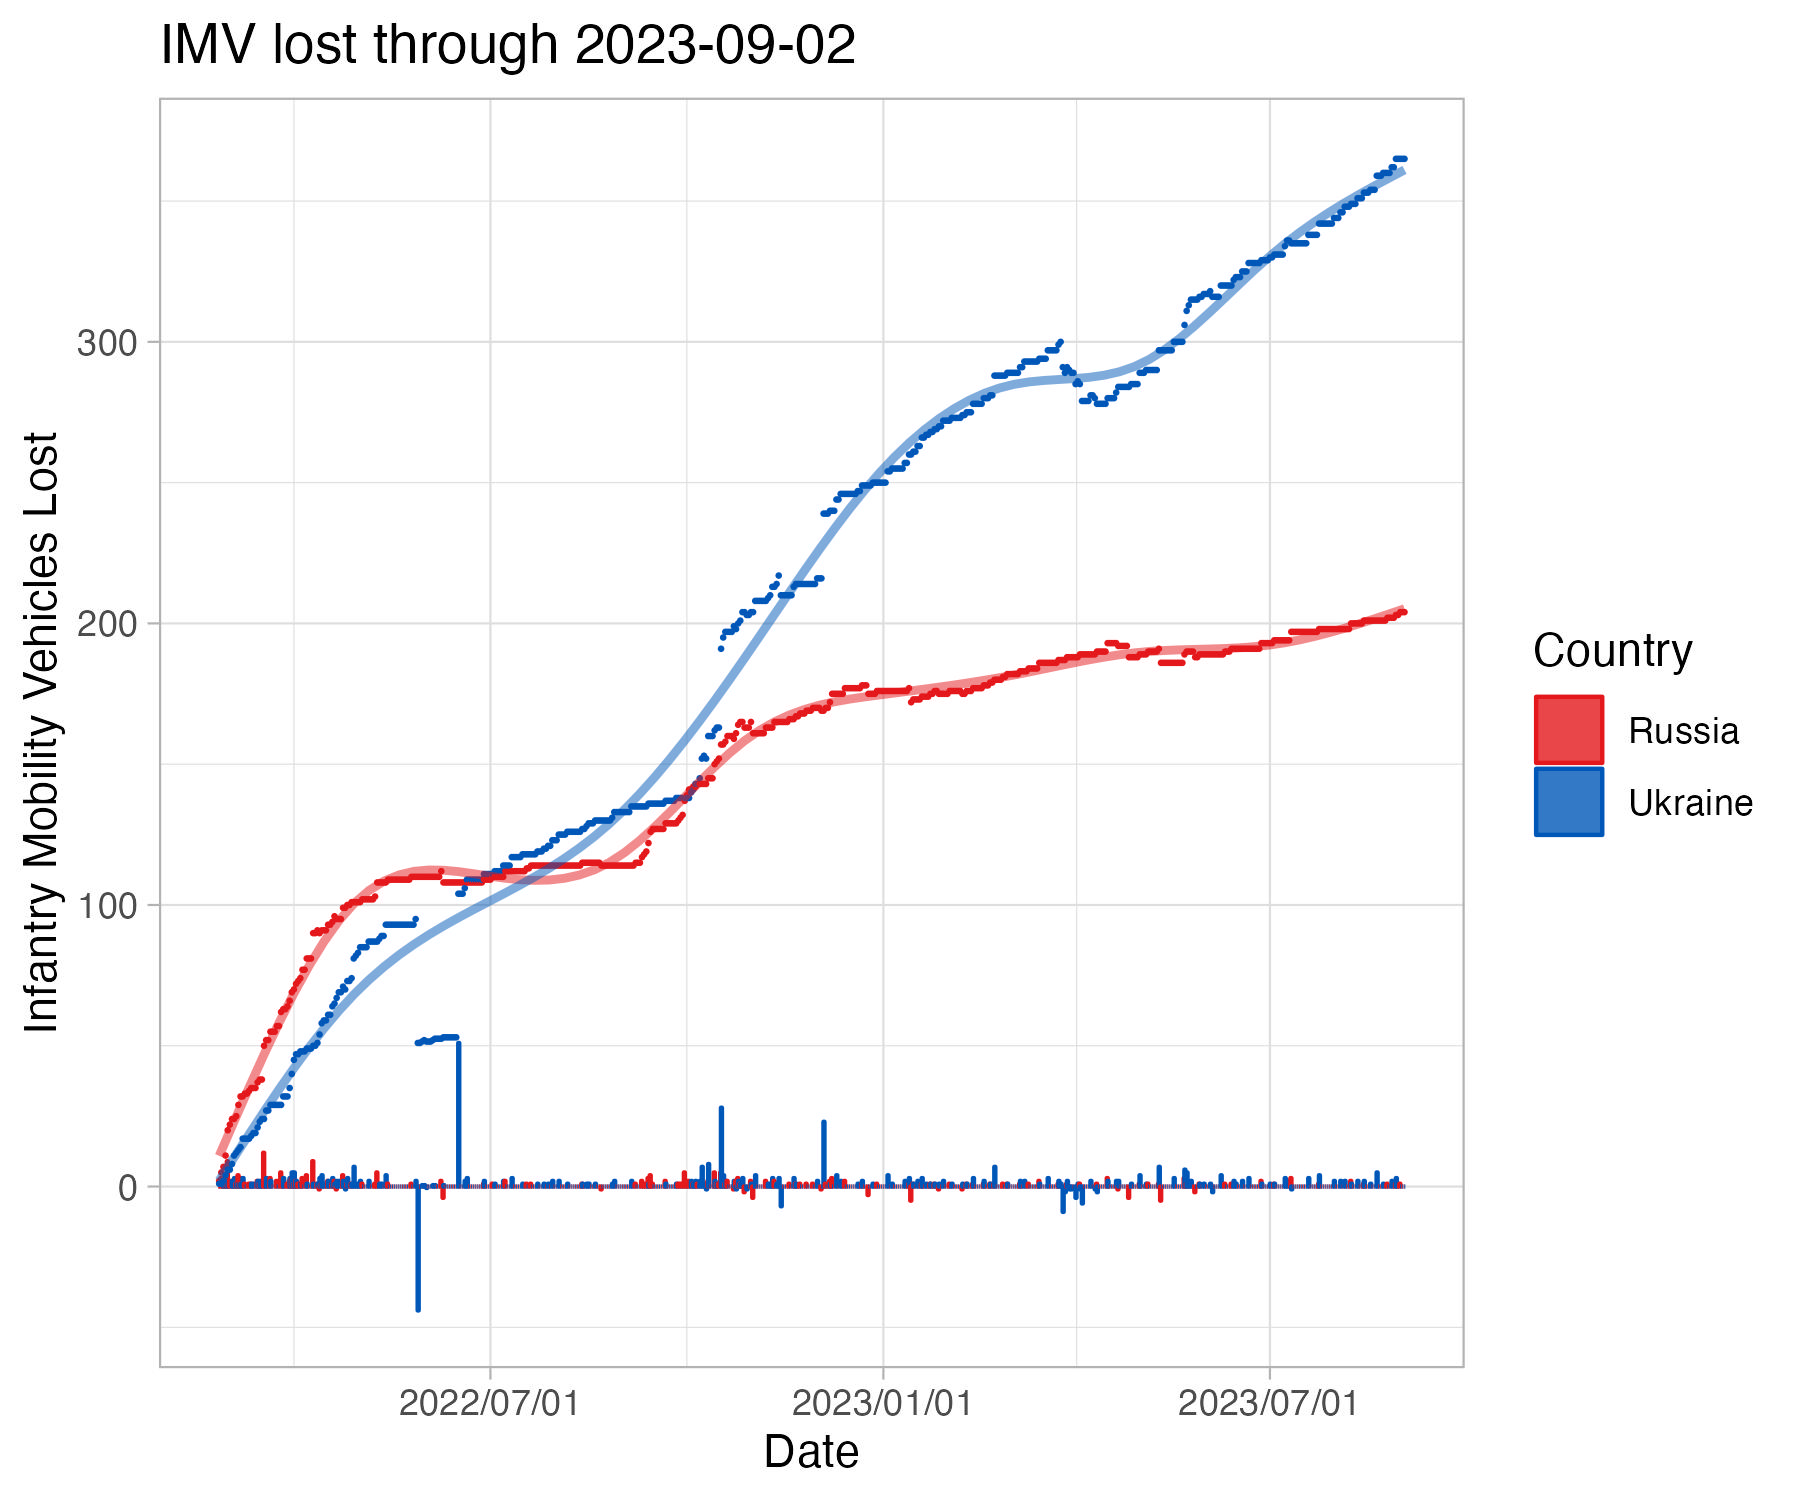 IMV lost through 2023-09-02
Infantry Mobility Vehicles Lost
300
200
100
0
2022/07/01
2023/01/01
2023/07/01
Date
Country
Russia
Ukraine